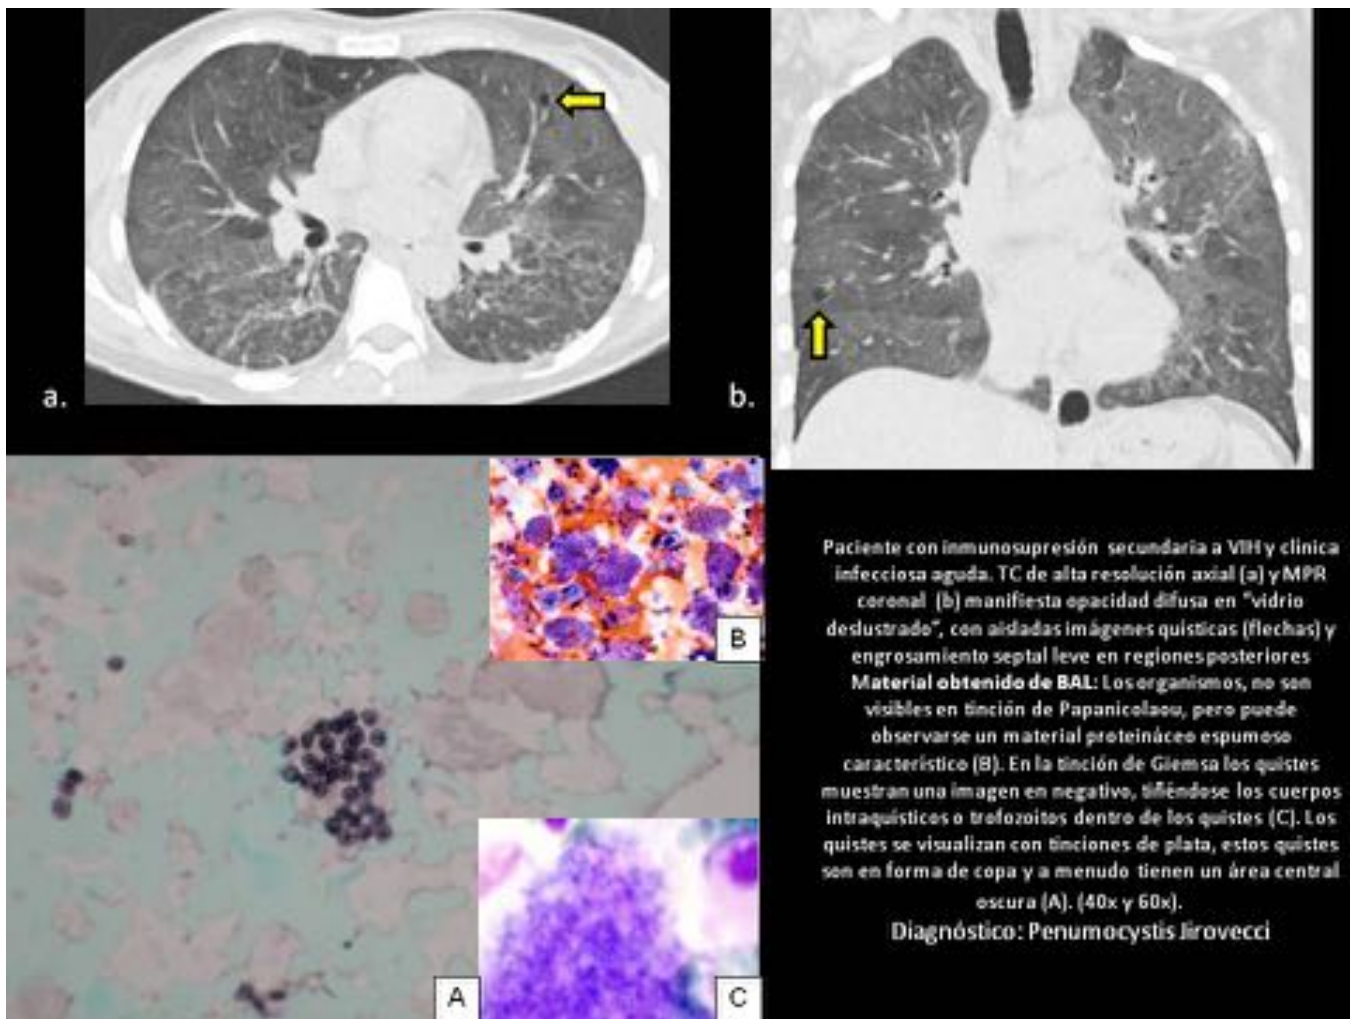 a.
b.
B
A
C
Paciente con inmunosupresión secundaria a VIH y clínica
infecciosa aguda. TC de alta resolución axial (a) y MPR
coronal (b) manifiesta opacidad difusa en "vidrio
deslustrado", con aisladas imágenes quísticas (flechas) y
engrosamiento septal leve en regiones posteriores
Material obtenido de BAL: Los organismos, no son
visibles en tinción de Papanicolaou, pero puede
observarse un material proteináceo espumoso
característico (B). En la tinción de Giemsa los quistes
muestran una imagen en negativo, tiñéndose los cuerpos
intraquísticos o trofozoitos dentro de los quistes (C). Los
quistes se visualizan con tinciones de plata, estos quistes
son en forma de copa y a menudo tienen un área central
oscura (A). (40x y 60x).
Diagnóstico: Penumocystis Jirovecci